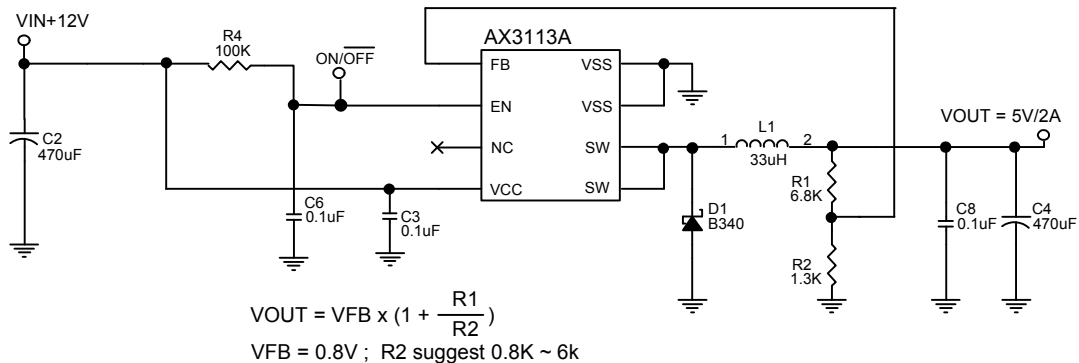 VIN+12V
R4
100K
ON/OFF
AX3113A
FB
VSS
EN
VSS
NC
SW
VCC
SW
C2
470uF
C6
0.1uF
C3
0.1uF
1
L1
2
33uH
D1
B340
R1
6.8K
R2
1.3K
VOUT = 5V/2A
C8
0.1uF
C4
470uF
VOUT = VFB x (1 + R1
R2 )
VFB = 0.8V ; R2 suggest 0.8K ~ 6k